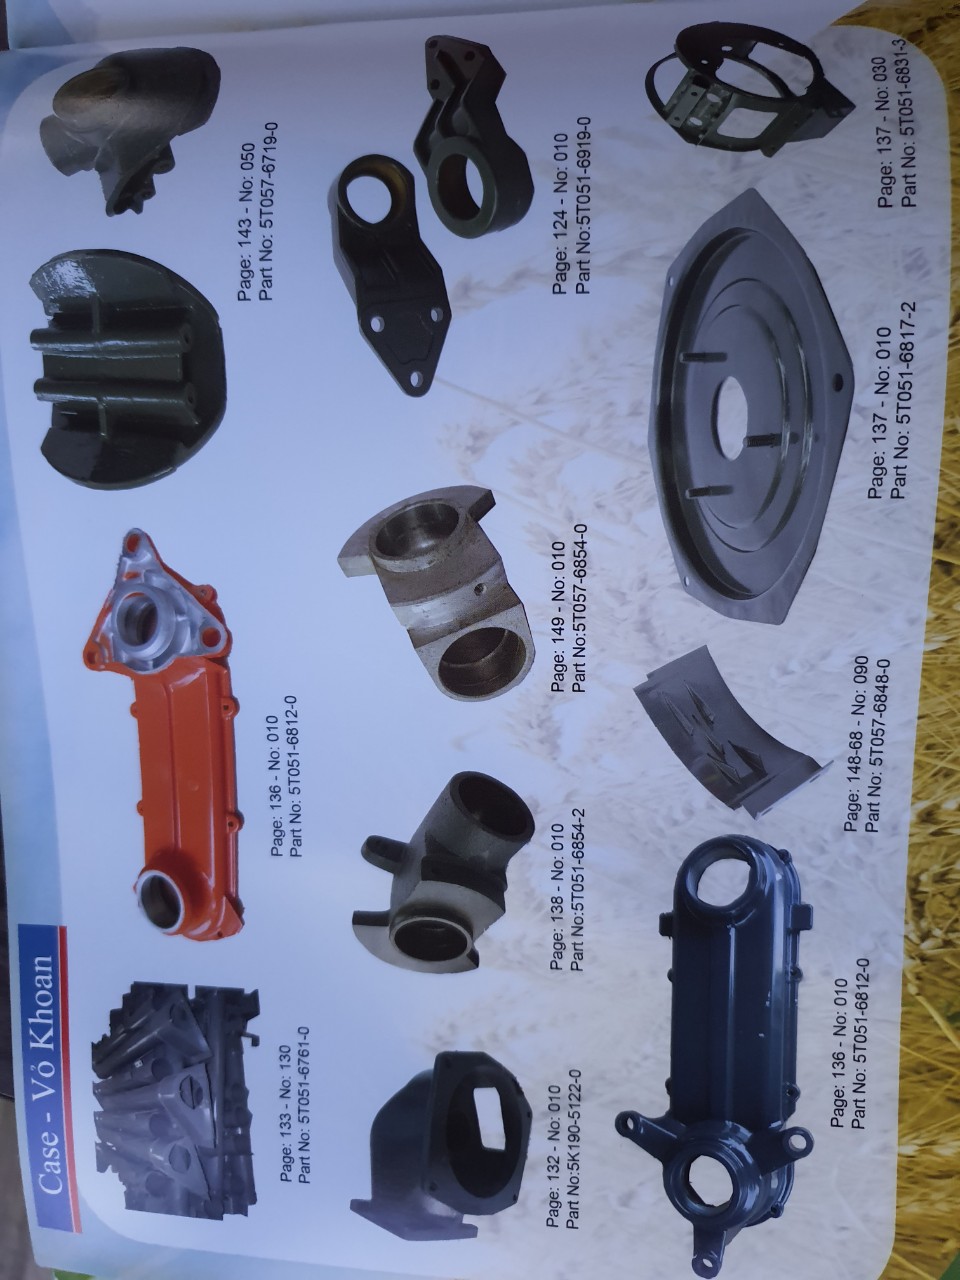 Case - Vỏ Khoan
Page: 133 - No: 130
Part No: 5T051-6761-0
Page: 136 - No: 010
Part No: 5T051-6812-0
Page: 143 - No: 050
Part No: 5T057-6719-0
Page: 132 - No: 010
Part No:5K190-5122-0
Page: 138 - No: 010
Part No:5T051-6854-2
Page: 149 - No: 010
Part No:5T057-6854-0
Page: 124 - No: 010
Part No:5T051-6919-0
Page: 136 - No: 010
Part No: 5T051-6812-0
Page: 148-68 - No: 090
Part No: 5T057-6848-0
Page: 137 - No: 010
Part No: 5T051-6817-2
Page: 137 - No: 030
Part No: 5T051-6831-3